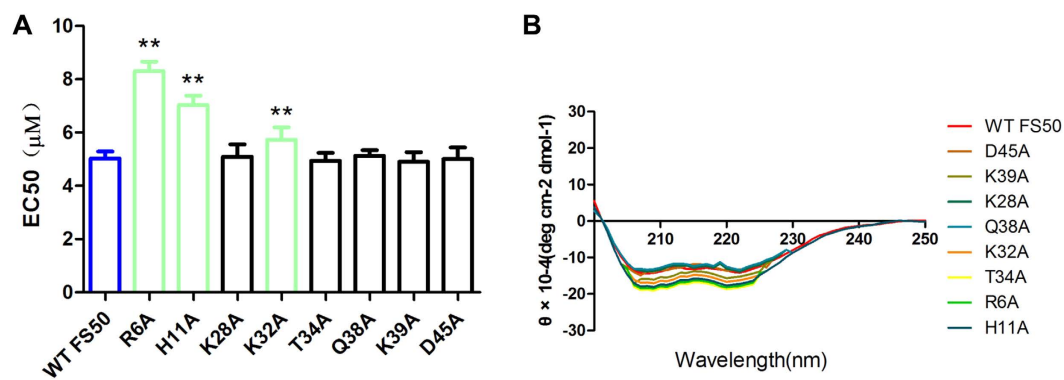 A
EC50 (μM)
10
8
6
4
2
0
**
**
**
WT FS50
R6A
H11A
K28A
K32A
T34A
Q38A
K39A
D45A
B
θ × 10-4(deg cm-2 dmol-1)
30
20
10
0
-10
-20
-30
210
220
230
240
250
Wavelength(nm)
WT FS50
D45A
K39A
K28A
Q38A
K32A
T34A
R6A
H11A